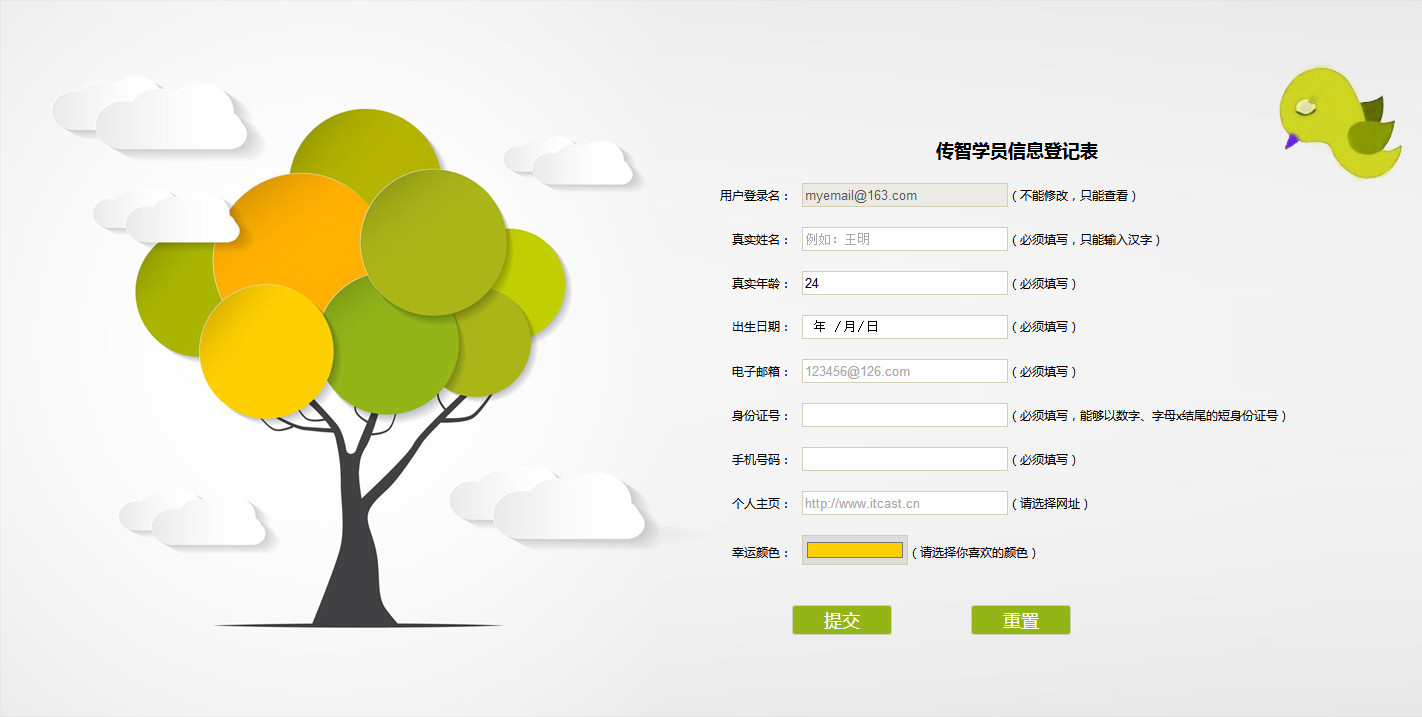 传智学员信息登记表
用户登录名： myemail@163.com （不能修改，只能查看）
真实姓名： 例如：王明 （必须填写，只能输入汉字）
真实年龄： 24 （必须填写）
出生日期： 年 /月/日 （必须填写）
电子邮箱： 123456@126.com （必须填写）
身份证号： （必须填写，能够以数字、字母x结尾的短身份证号）
手机号码： （必须填写）
个人主页： http://www.itcast.cn （请选择网址）
幸运颜色： （请选择你喜欢的颜色）
提交 重置